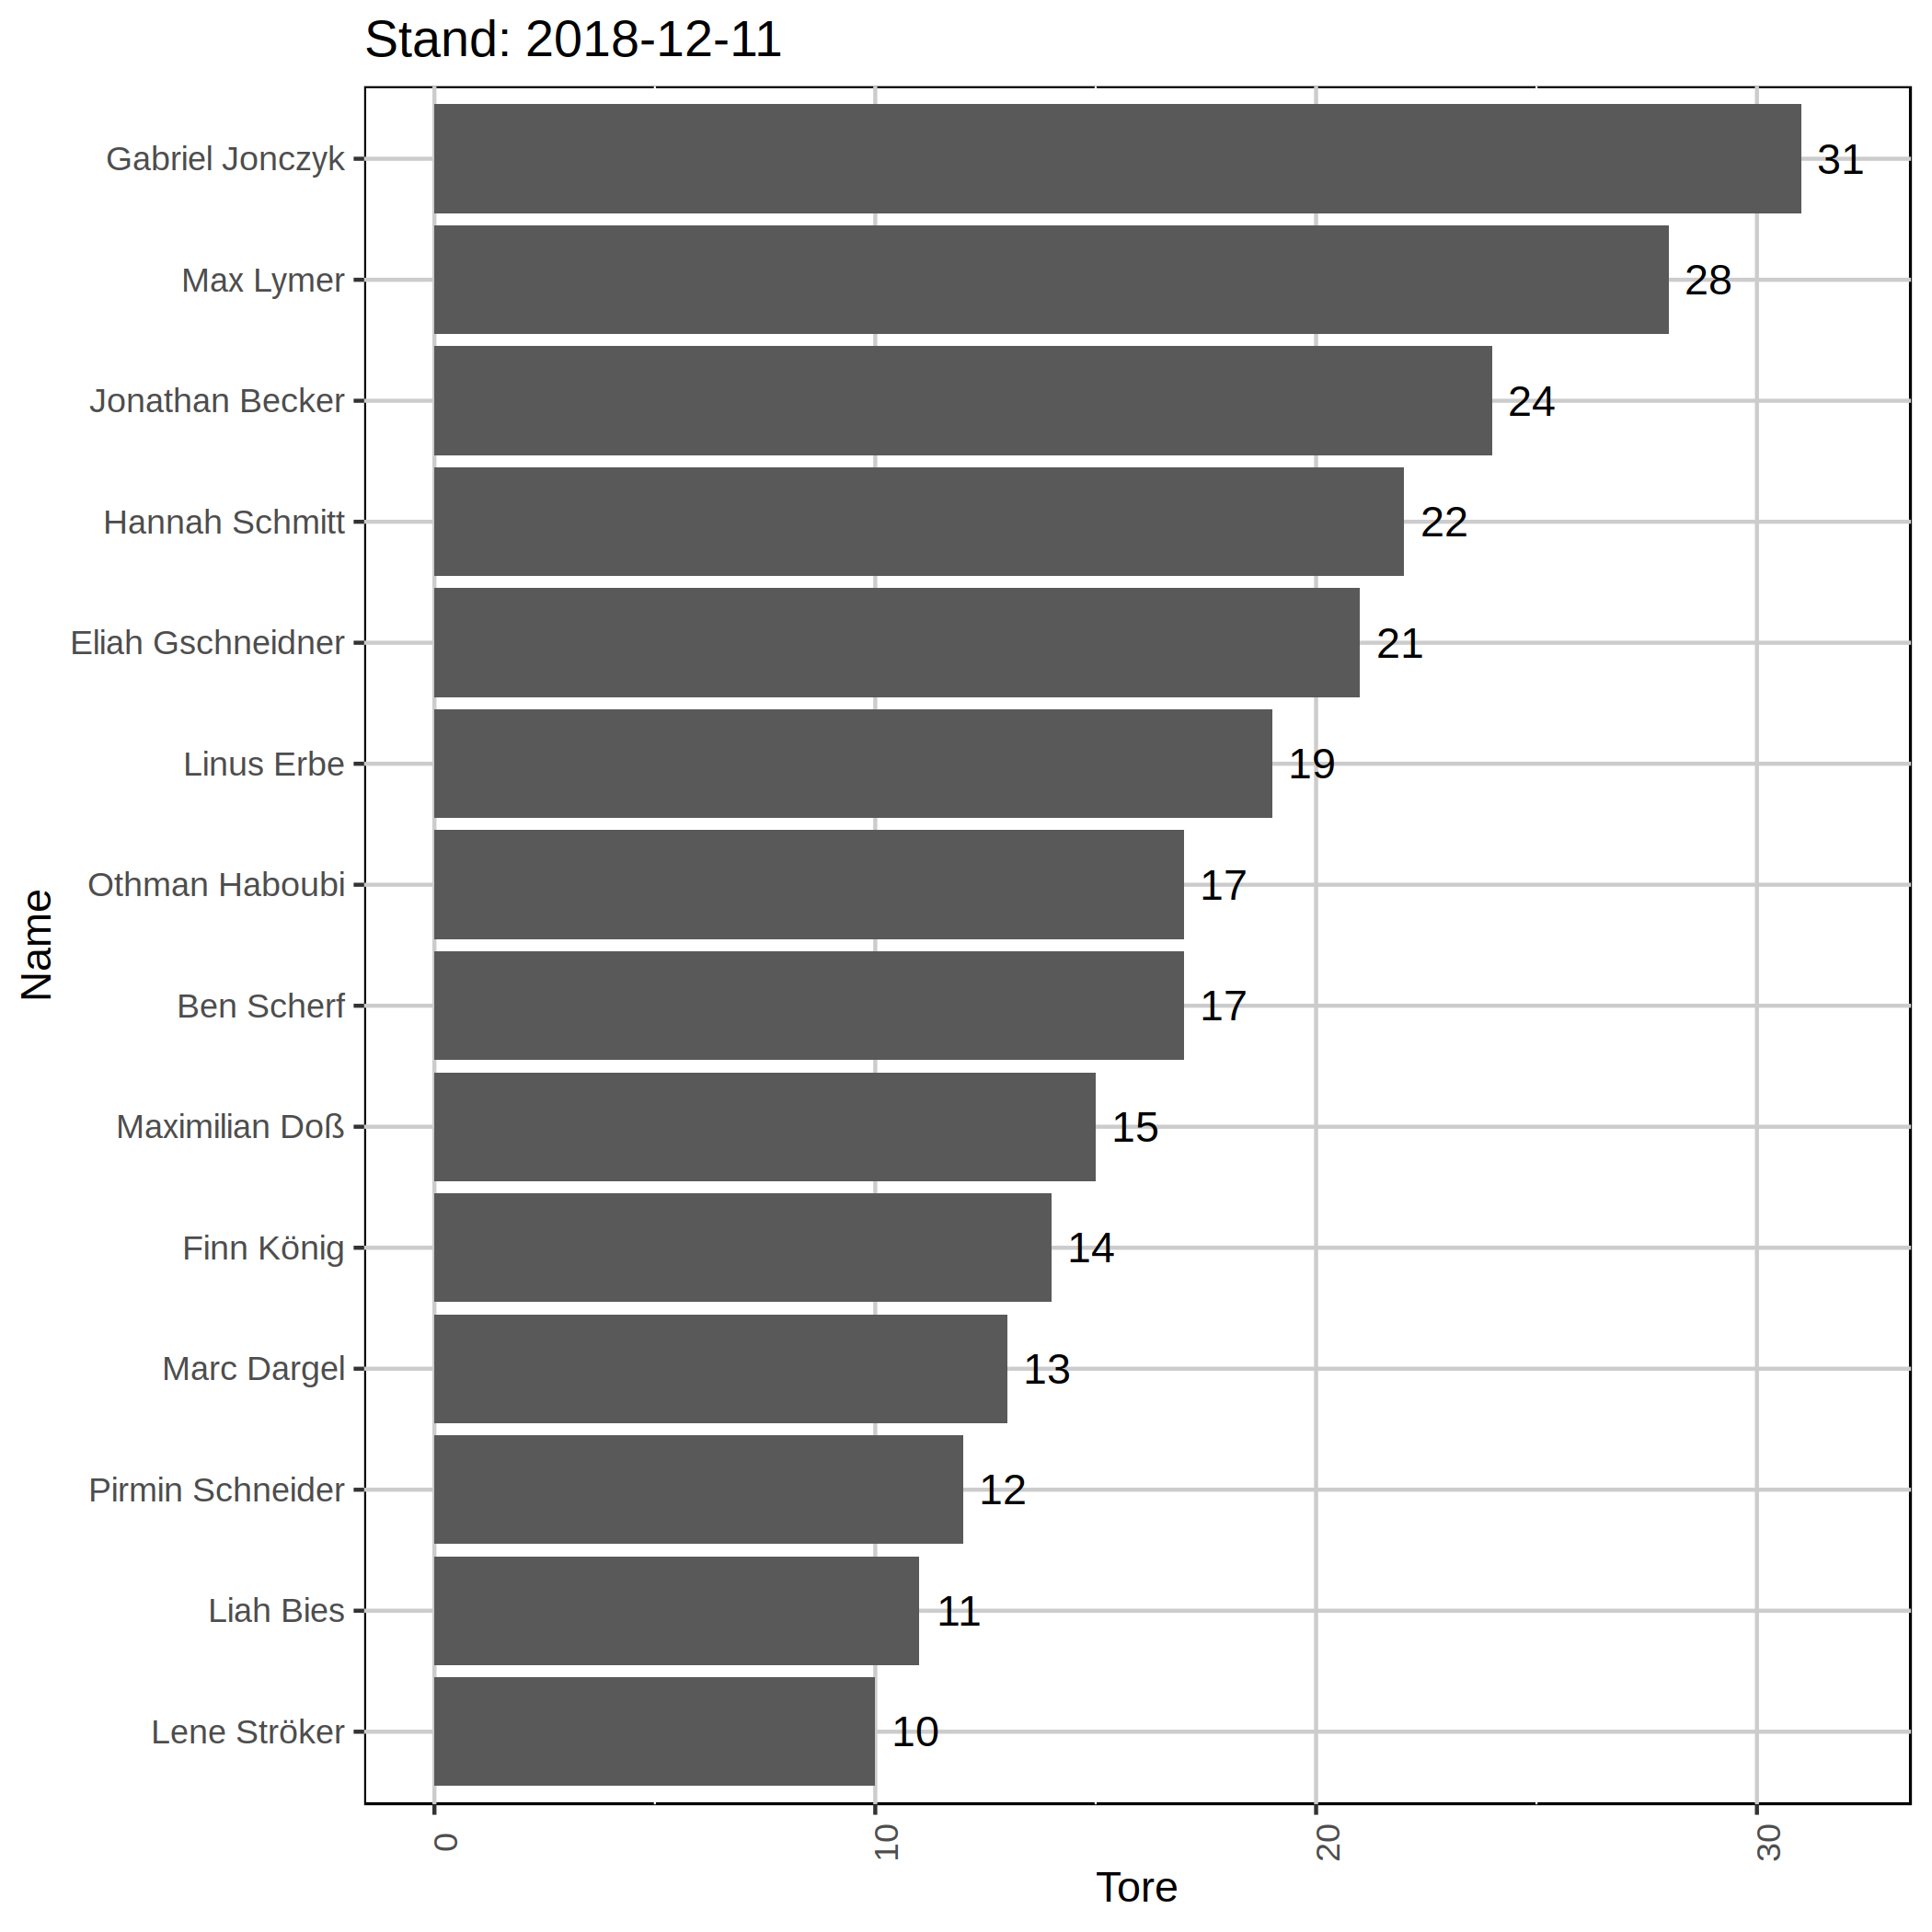 Stand: 2018-12-11
Name
Gabriel Jonczyk 31
Max Lymer 28
Jonathan Becker 24
Hannah Schmitt 22
Eliah Gschneidner 21
Linus Erbe 19
Othman Haboubi 17
Ben Scherf 17
Maximilian Doß 15
Finn König 14
Marc Dargel 13
Pirmin Schneider 12
Liah Bies 11
Lene Ströker 10
0 10 20 30
Tore